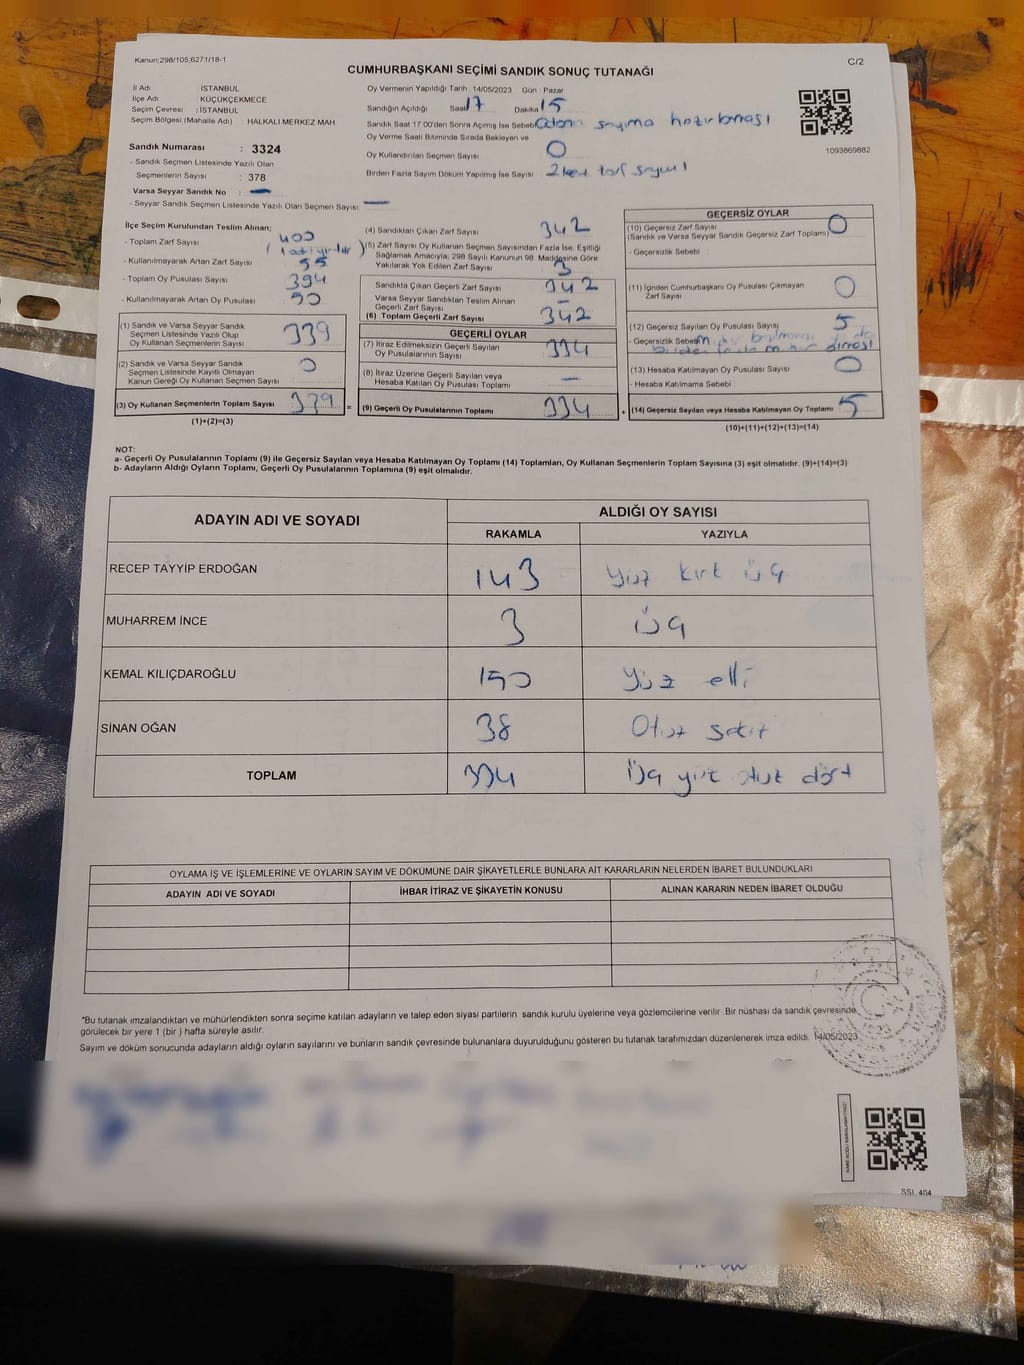 Kanun;298/105,6271/18-1
C/2
CUMHURBAŞKANI SEÇİMİ SANDIK SONUÇ TUTANAĞI
İl Adı : İSTANBUL
İlçe Adı : KÜÇÜKÇEKMECE
Seçim Çevresi : İSTANBUL
Seçim Bölgesi (Mahalle Adı) : HALKALI MERKEZ MAH.
Sandık Numarası : 3324
- Sandık Seçmen Listesinde Yazılı Olan
Seçmenlerin Sayısı : 378
Varsa Seyyar Sandık No : —
- Seyyar Sandık Seçmen Listesinde Yazılı Olan Seçmen Sayısı: —
Oy Vermenin Yapıldığı Tarih : 14/05/2023 Gün : Pazar
Sandığın Açıldığı Saat 17 Dakika 15
Sandık Saat 17:00'den Sonra Açımış İse Sebebi sayıma hazırlaması
Oy Verme Saati Bitiminde Sırada Bekleyen ve
Oy Kullandırılan Seçmen Sayısı 0
Birden Fazla Sayım Döküm Yapılmış İse Sayısı
1093869882
İlçe Seçim Kurulundan Teslim Alınan;
- Toplam Zarf Sayısı 400
- Kullanılmayarak Artan Zarf Sayısı 55
- Toplam Oy Pusulası Sayısı 394
- Kullanılmayarak Artan Oy Pusulası 50
(1) Sandık ve Varsa Seyyar Sandık
Seçmen Listesinde Yazılı Olup
Oy Kullanan Seçmenlerin Sayısı 339
(2) Sandık ve Varsa Seyyar Sandık
Seçmen Listesinde Kayıtlı Olmayan
Kanun Gereği Oy Kullanan Seçmen Sayısı 0
(3) Oy Kullanan Seçmenlerin Toplam Sayısı 339 =
(1)+(2)=(3)
(4) Sandıktan Çıkan Zarf Sayısı 342
(5) Zarf Sayısı Oy Kullanan Seçmen Sayısından Fazla İse, Eşitliği
Sağlamak Amacıyla; 298 Sayılı Kanunun 98. Maddesine Göre
Yakılarak Yok Edilen Zarf Sayısı 3
Sandıkta Çıkan Geçerli Zarf Sayısı 342
Varsa Seyyar Sandıktan Teslim Alınan
Geçerli Zarf Sayısı —
(6) Toplam Geçerli Zarf Sayısı 342
GEÇERLİ OYLAR
(7) İtiraz Edilmeksizin Geçerli Sayılan
Oy Pusulalarının Sayısı 334
(8) İtiraz Üzerine Geçerli Sayılan veya
Hesaba Katılan Oy Pusulası Toplamı —
(9) Geçerli Oy Pusulalarının Toplamı 334 +
GEÇERSİZ OYLAR
(10) Geçersiz Zarf Sayısı 0
(Sandık ve Varsa Seyyar Sandık Geçersiz Zarf Toplamı)
- Geçersizlik Sebebi :
(11) İçinden Cumhurbaşkanı Oy Pusulası Çıkmayan
Zarf Sayısı 0
(12) Geçersiz Sayılan Oy Pusulası Sayısı 5
- Geçersizlik Sebebi
(13) Hesaba Katılmayan Oy Pusulası Sayısı 0
- Hesaba Katılmama Sebebi
(14) Geçersiz Sayılan veya Hesaba Katılmayan Oy Toplamı 5
(10)+(11)+(12)+(13)=(14)
NOT:
a- Geçerli Oy Pusulalarının Toplamı (9) ile Geçersiz Sayılan veya Hesaba Katılmayan Oy Toplamı (14) Toplamları, Oy Kullanan Seçmenlerin Toplam Sayısına (3) eşit olmalıdır. (9)+(14)=(3)
b- Adayların Aldığı Oyların Toplamı, Geçerli Oy Pusulalarının Toplamına (9) eşit olmalıdır.
ADAYIN ADI VE SOYADI
ALDIĞI OY SAYISI
RAKAMLA YAZIYLA
RECEP TAYYİP ERDOĞAN 143 yüz kırk üç
MUHARREM İNCE 3 üç
KEMAL KILIÇDAROĞLU 150 Yüz elli
SİNAN OĞAN 38 Otuz sekiz
TOPLAM 334 Üç yüz otuz dört
OYLAMA İŞ VE İŞLEMLERİNE VE OYLARIN SAYIM VE DÖKÜMÜNE DAİR ŞİKAYETLERLE BUNLARA AİT KARARLARIN NELERDEN İBARET BULUNDUKLARI
ADAYIN ADI VE SOYADI İHBAR İTİRAZ VE ŞİKAYETİN KONUSU ALINAN KARARIN NEDEN İBARET OLDUĞU
*Bu tutanak imzalandıktan ve mühürlendikten sonra seçime katılan adayların ve talep eden siyasi partilerin sandık kurulu üyelerine veya gözlemcilerine verilir. Bir nüshası da sandık çevresinde
görülecek bir yere 1 (bir ) hafta süreyle asılır.
Sayım ve döküm sonucunda adayların aldığı oyların sayılarını ve bunların sandık çevresinde bulunanlara duyurulduğunu gösteren bu tutanak tarafımızdan düzenlenerek imza edildi. 14/05/2023
SSI_404